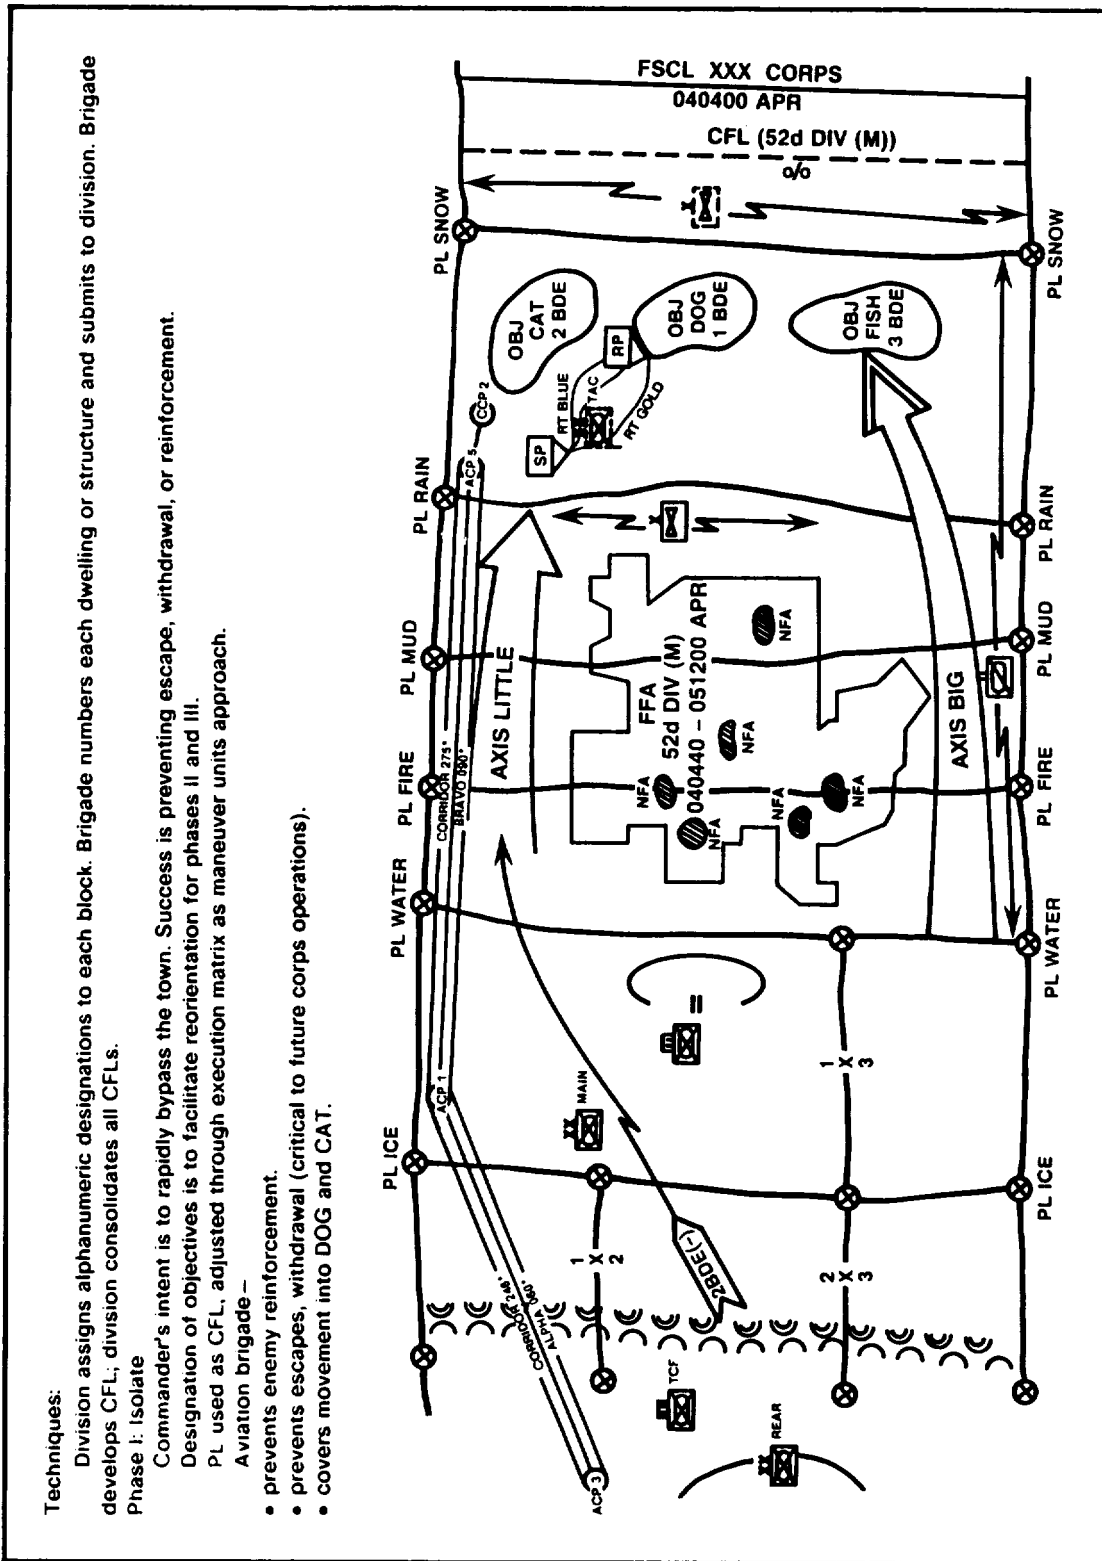 Techniques:
Division assigns alphanumeric designations to each block. Brigade numbers each dwelling or structure and submits to division. Brigade
develops CFL; division consolidates all CFLs.
Phase I: Isolate
Commander's intent is to rapidly bypass the town. Success is preventing escape, withdrawal, or reinforcement.
Designation of objectives is to facilitate reorientation for phases II and III.
PL used as CFL, adjusted through execution matrix as maneuver units approach.
Aviation brigade –
• prevents enemy reinforcement.
• prevents escapes, withdrawal (critical to future corps operations).
• covers movement into DOG and CAT.
PL ICE
PL WATER
PL FIRE
PL MUD
PL RAIN
PL SNOW
ACP 3
CORRIDOR 248°
ALPHA 060°
ACP 1
CORRIDOR 275°
BRAVO 090°
ACP 5
CCP 2
AXIS LITTLE
OBJ
CAT
2 BDE
SP
RT BLUE
XX
TAC
RT GOLD
RP
OBJ
DOG
1 BDE
OBJ
FISH
3 BDE
FSCL XXX CORPS
040400 APR
CFL (52d DIV (M))
o/o
X
X
FFA
52d DIV (M)
040440 – 051200 APR
NFA
NFA
NFA
NFA
NFA
NFA
AXIS BIG
XX
MAIN
2BDE(-)
1
X
2
2
X
3
1
X
3
TCF
XX
REAR
PL ICE
PL WATER
PL FIRE
PL MUD
PL RAIN
PL SNOW